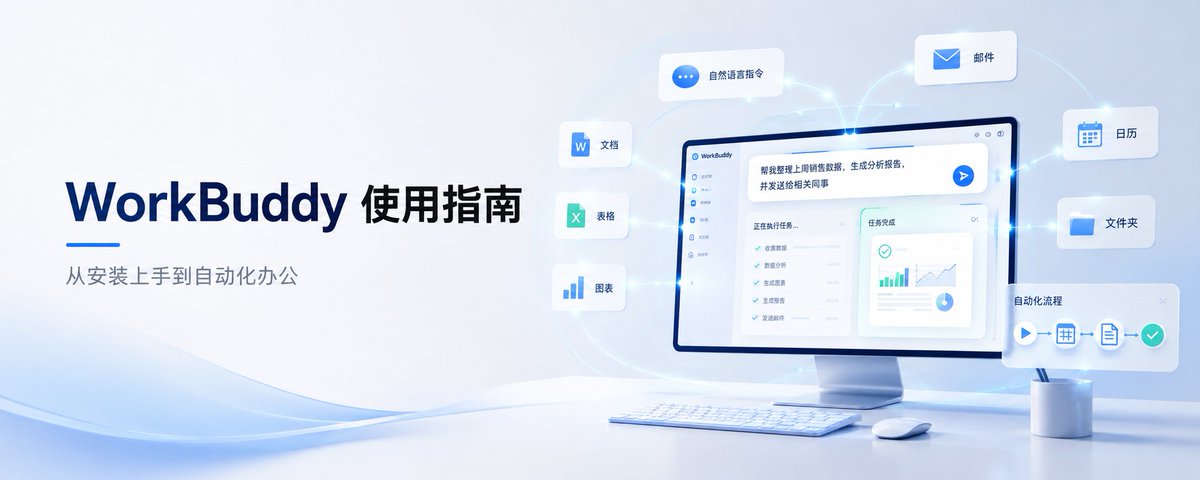 WorkBuddy 使用指南
从安装上手到自动化办公
自然语言指令
邮件
文档
日历
表格
文件夹
图表
WorkBuddy
帮我整理上周销售数据，生成分析报告，
并发送给相关同事
正在执行任务...
收集数据
数据分析
生成图表
生成报告
发送邮件
任务完成
自动化流程
W
X